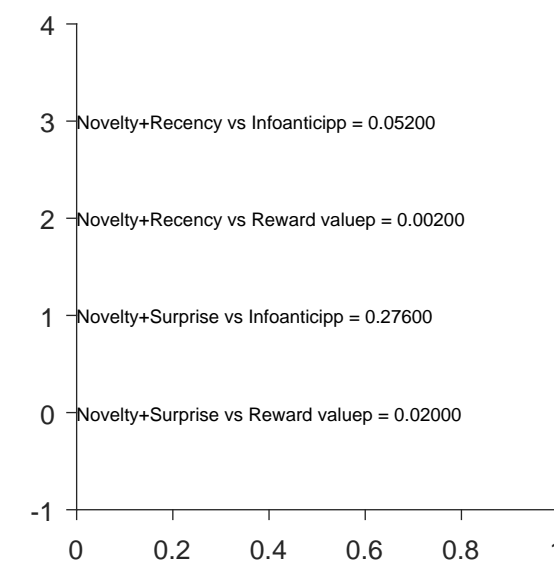 4
3
Novelty+Recency vs Infoanticipp = 0.05200
2
Novelty+Recency vs Reward valuep = 0.00200
1
Novelty+Surprise vs Infoanticipp = 0.27600
0
Novelty+Surprise vs Reward valuep = 0.02000
-1
0 0.2 0.4 0.6 0.8